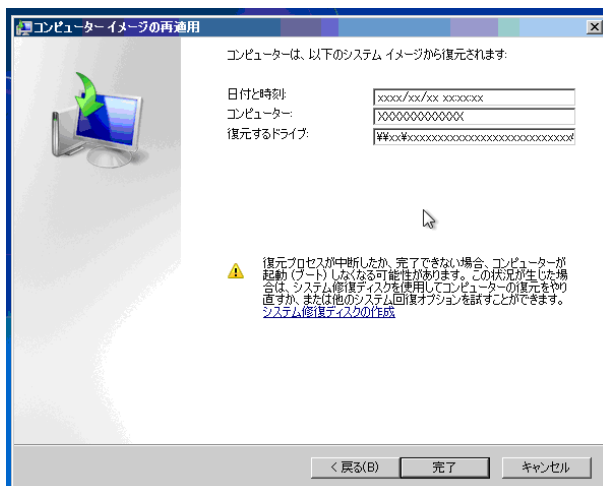 コンピューター イメージの再適用
コンピューターは、以下のシステム イメージから復元されます:
日付と時刻: xxxx/xx/xx xx:xx:xx
コンピューター: XXXXXXXXXXXX
復元するドライブ:
復元プロセスが中断したか、完了できない場合、コンピューターが
起動 (ブート) しなくなる可能性があります。この状況が生じた場
合は、システム修復ディスクを使用してコンピューターの復元をやり
直すか、または他のシステム回復オプションを試すことができます。
システム修復ディスクの作成
< 戻る(B) 完了 キャンセル